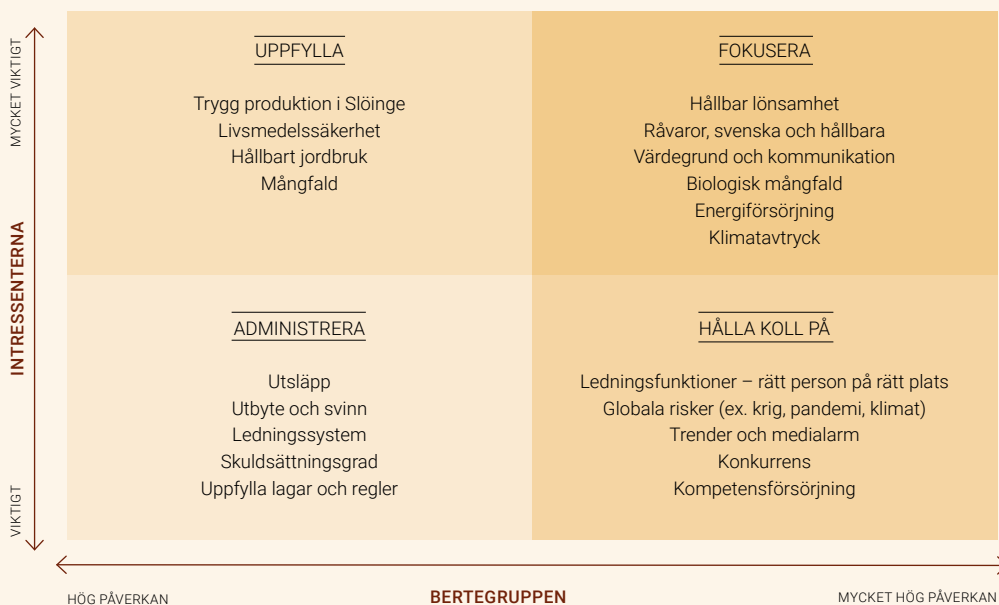 MYCKET VIKTIGT
INTRESSENTERNA
VIKTIGT
UPPFYLLA
Trygg produktion i Slöinge
Livsmedelssäkerhet
Hållbart jordbruk
Mångfald
FOKUSERA
Hållbar lönsamhet
Råvaror, svenska och hållbara
Värdegrund och kommunikation
Biologisk mångfald
Energiförsörjning
Klimatavtryck
ADMINISTRERA
Utsläpp
Utbyte och svinn
Ledningssystem
Skuldsättningsgrad
Uppfylla lagar och regler
HÅLLA KOLL PÅ
Ledningsfunktioner – rätt person på rätt plats
Globala risker (ex. krig, pandemi, klimat)
Trender och medialarm
Konkurrens
Kompetensförsörjning
HÖG PÅVERKAN
BERTEGRUPPEN
MYCKET HÖG PÅVERKAN